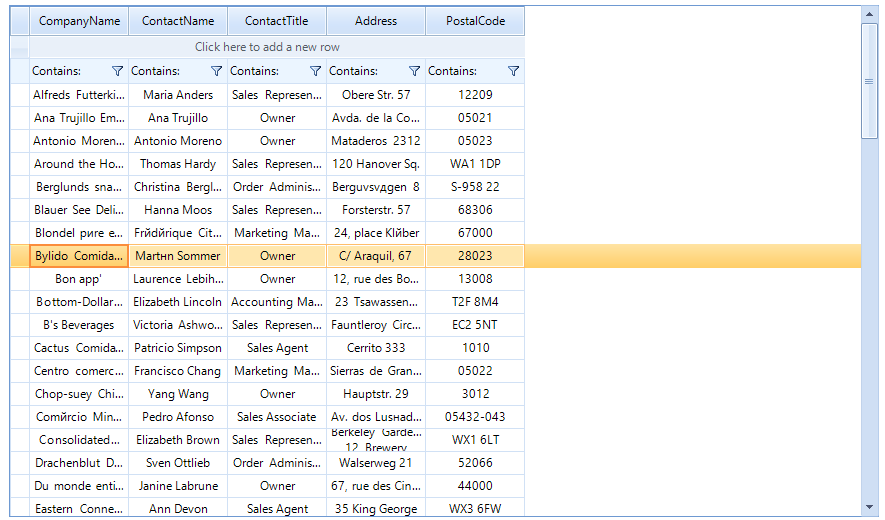 CompanyName ContactName ContactTitle Address PostalCode
Click here to add a new row
Contains: Contains: Contains: Contains: Contains:
Alfreds Futterki... Maria Anders Sales Represen... Obere Str. 57 12209
Ana Trujillo Em... Ana Trujillo Owner Avda. de la Co... 05021
Antonio Moren... Antonio Moreno Owner Mataderos 2312 05023
Around the Ho... Thomas Hardy Sales Represen... 120 Hanover Sq. WA1 1DP
Berglunds sna... Christina Bergl... Order Adminis... Berguvsvдgen 8 S-958 22
Blauer See Deli... Hanna Moos Sales Represen... Forsterstr. 57 68306
Blondel риre e... Frйdйrique Cit... Marketing Ma... 24, place Klйber 67000
Bуlido Comida... Martнn Sommer Owner C/ Araquil, 67 28023
Bon app' Laurence Lebih... Owner 12, rue des Bo... 13008
Bottom-Dollar... Elizabeth Lincoln Accounting Ma... 23 Tsawassen... T2F 8M4
B's Beverages Victoria Ashwo... Sales Represen... Fauntleroy Circ... EC2 5NT
Cactus Comida... Patricio Simpson Sales Agent Cerrito 333 1010
Centro comerc... Francisco Chang Marketing Ma... Sierras de Gran... 05022
Chop-suey Chi... Yang Wang Owner Hauptstr. 29 3012
Comйrcio Min... Pedro Afonso Sales Associate Av. dos Lusнad... 05432-043
Consolidated... Elizabeth Brown Sales Represen... Berkeley Garde... 12 Brewery WX1 6LT
Drachenblut D... Sven Ottlieb Order Adminis... Walserweg 21 52066
Du monde enti... Janine Labrune Owner 67, rue des Cin... 44000
Eastern Conne... Ann Devon Sales Agent 35 King George WX3 6FW